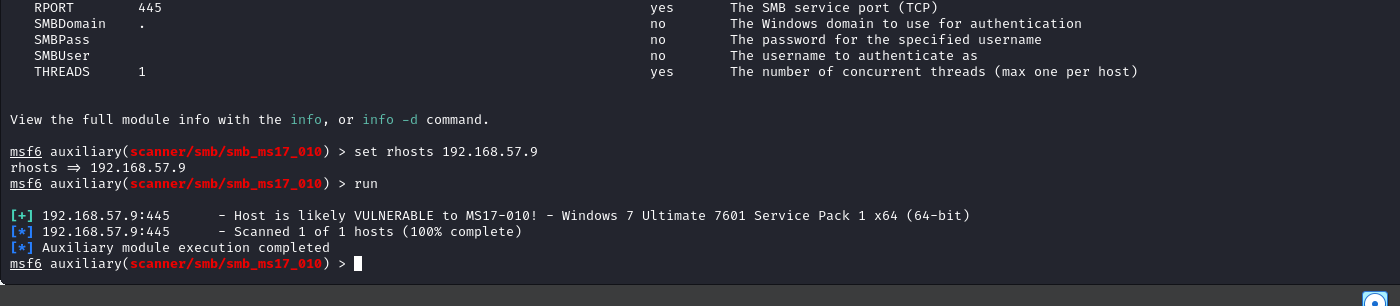 RPORT 445 yes The SMB service port (TCP)
SMBDomain . no The Windows domain to use for authentication
SMBPass no The password for the specified username
SMBUser no The username to authenticate as
THREADS 1 yes The number of concurrent threads (max one per host)
View the full module info with the info, or info -d command.
msf6 auxiliary(scanner/smb/smb_ms17_010) > set rhosts 192.168.57.9
rhosts => 192.168.57.9
msf6 auxiliary(scanner/smb/smb_ms17_010) > run
[+] 192.168.57.9:445 - Host is likely VULNERABLE to MS17-010! - Windows 7 Ultimate 7601 Service Pack 1 x64 (64-bit)
[*] 192.168.57.9:445 - Scanned 1 of 1 hosts (100% complete)
[*] Auxiliary module execution completed
msf6 auxiliary(scanner/smb/smb_ms17_010) >